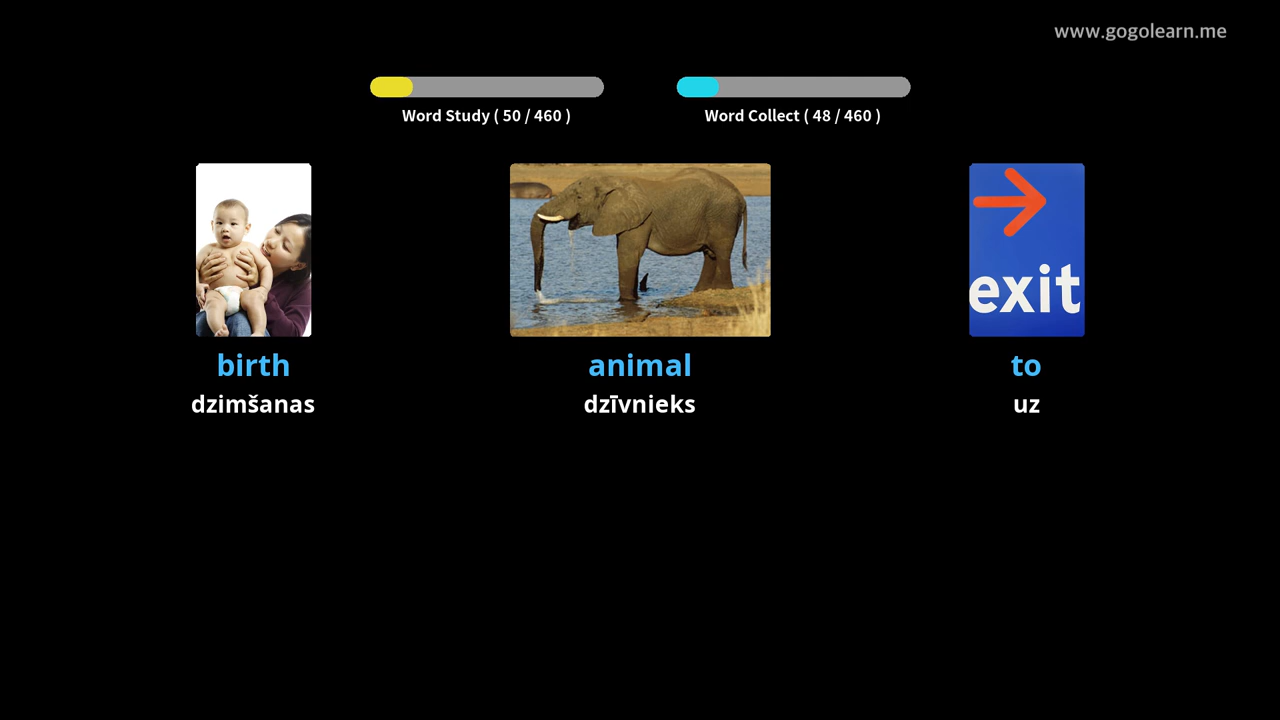 www.gogolearn.me
Word Study ( 50 / 460 )
Word Collect ( 48 / 460 )
exit
birth
animal
to
dzimšanas
dzīvnieks
uz